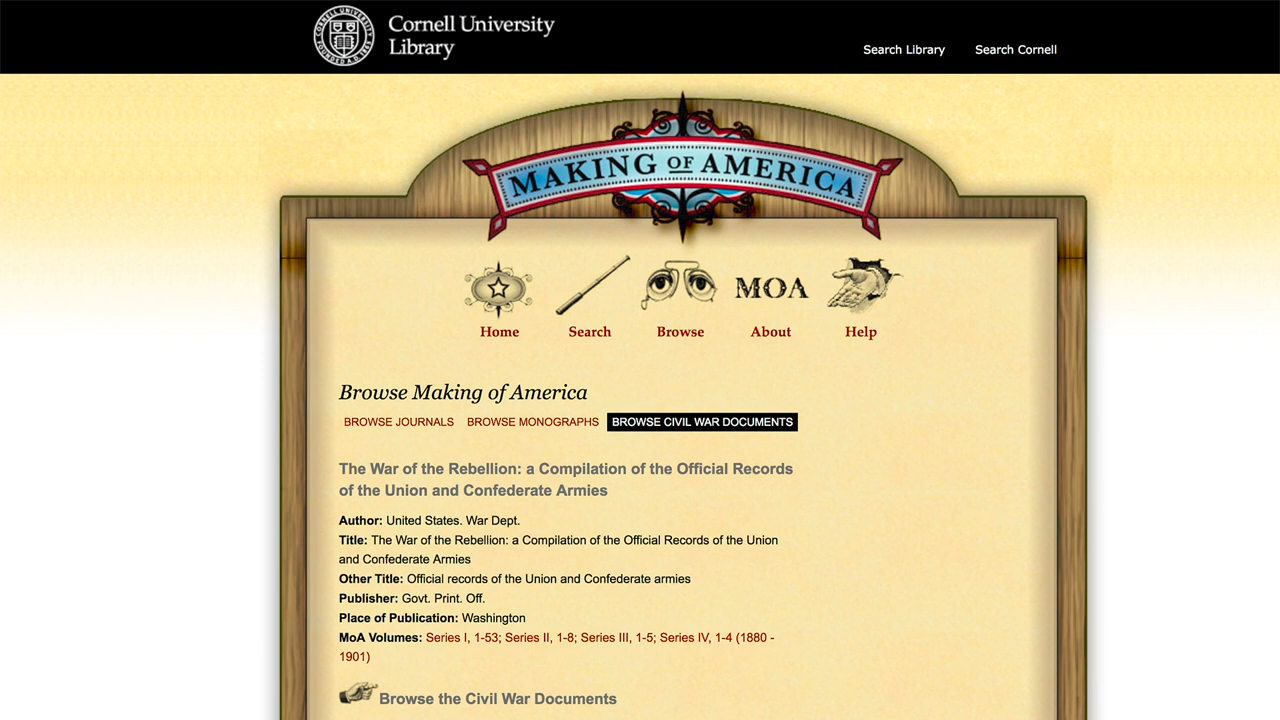 Cornell University
Library
Search Library
Search Cornell
MAKING OF AMERICA
MOA
Home
Search
Browse
About
Help
Browse Making of America
BROWSE JOURNALS
BROWSE MONOGRAPHS
BROWSE CIVIL WAR DOCUMENTS
The War of the Rebellion: a Compilation of the Official Records
of the Union and Confederate Armies
Author: United States. War Dept.
Title: The War of the Rebellion: a Compilation of the Official Records of the Union
and Confederate Armies
Other Title: Official records of the Union and Confederate armies
Publisher: Govt. Print. Off.
Place of Publication: Washington
MoA Volumes: Series I, 1-53; Series II, 1-8; Series III, 1-5; Series IV, 1-4 (1880 -
1901)
Browse the Civil War Documents